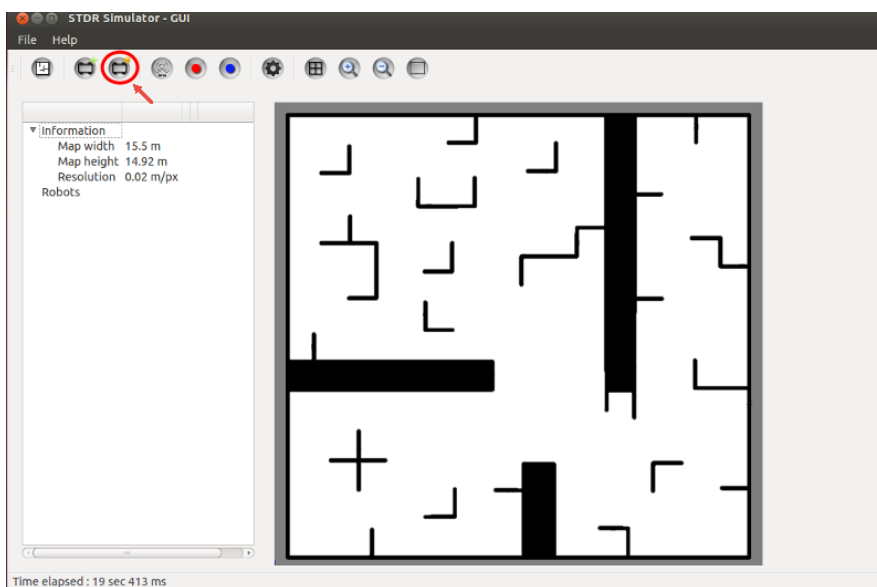 STDR Simulator - GUI
File Help
Information
Map width 15.5 m
Map height 14.92 m
Resolution 0.02 m/px
Robots
Time elapsed : 19 sec 413 ms